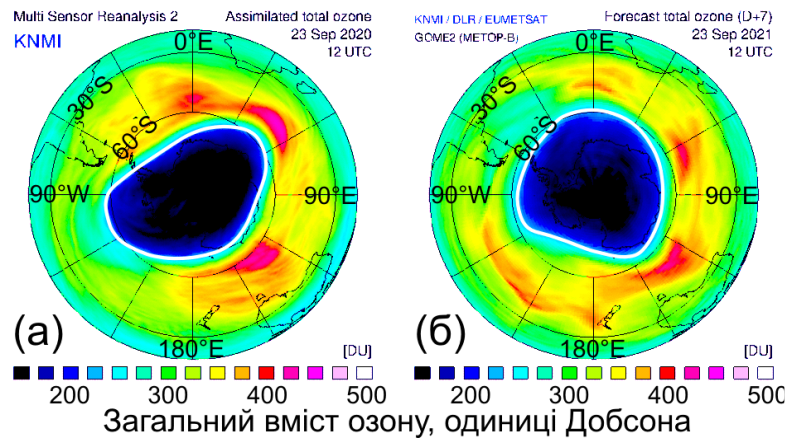 Multi Sensor Reanalysis 2
Assimilated total ozone
KNMI
23 Sep 2020
12 UTC
0°E
30°S
60°S
90°W
90°E
180°E
(а)
[DU]
200 300 400 500
KNMI / DLR / EUMETSAT
Forecast total ozone (D+7)
GOME2 (METOP-B)
23 Sep 2021
12 UTC
0°E
30°S
60°S
90°W
90°E
180°E
(б)
[DU]
200 300 400 500
Загальний вміст озону, одиниці Добсона